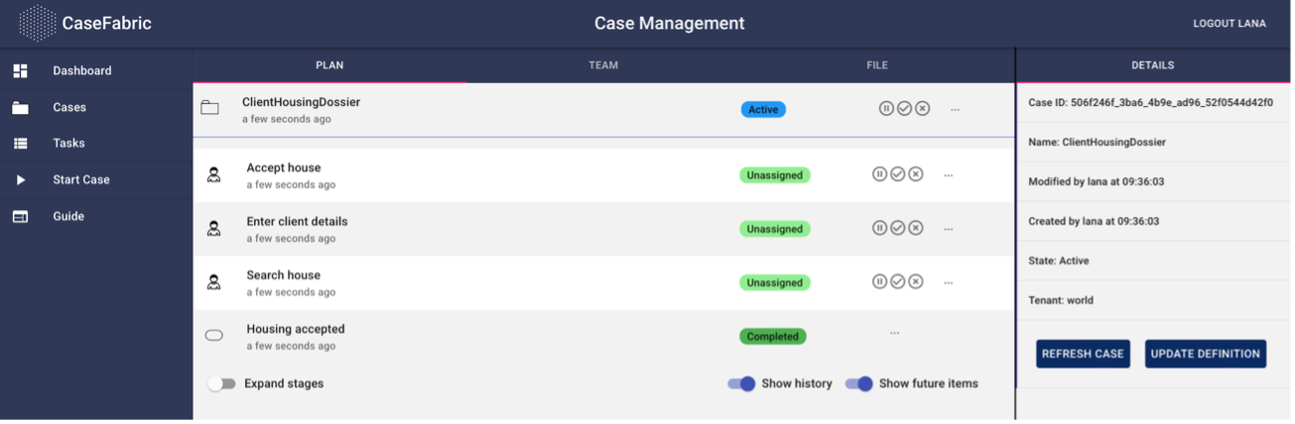 CaseFabric
Case Management
LOGOUT LANA
Dashboard
Cases
Tasks
Start Case
Guide
PLAN
TEAM
FILE
ClientHousingDossier
a few seconds ago
Active
...
Accept house
a few seconds ago
Unassigned
...
Enter client details
a few seconds ago
Unassigned
...
Search house
a few seconds ago
Unassigned
...
Housing accepted
a few seconds ago
Completed
...
Expand stages
Show history
Show future items
DETAILS
Case ID: 506f246f_3ba6_4b9e_ad96_52f0544d42f0
Name: ClientHousingDossier
Modified by lana at 09:36:03
Created by lana at 09:36:03
State: Active
Tenant: world
REFRESH CASE
UPDATE DEFINITION